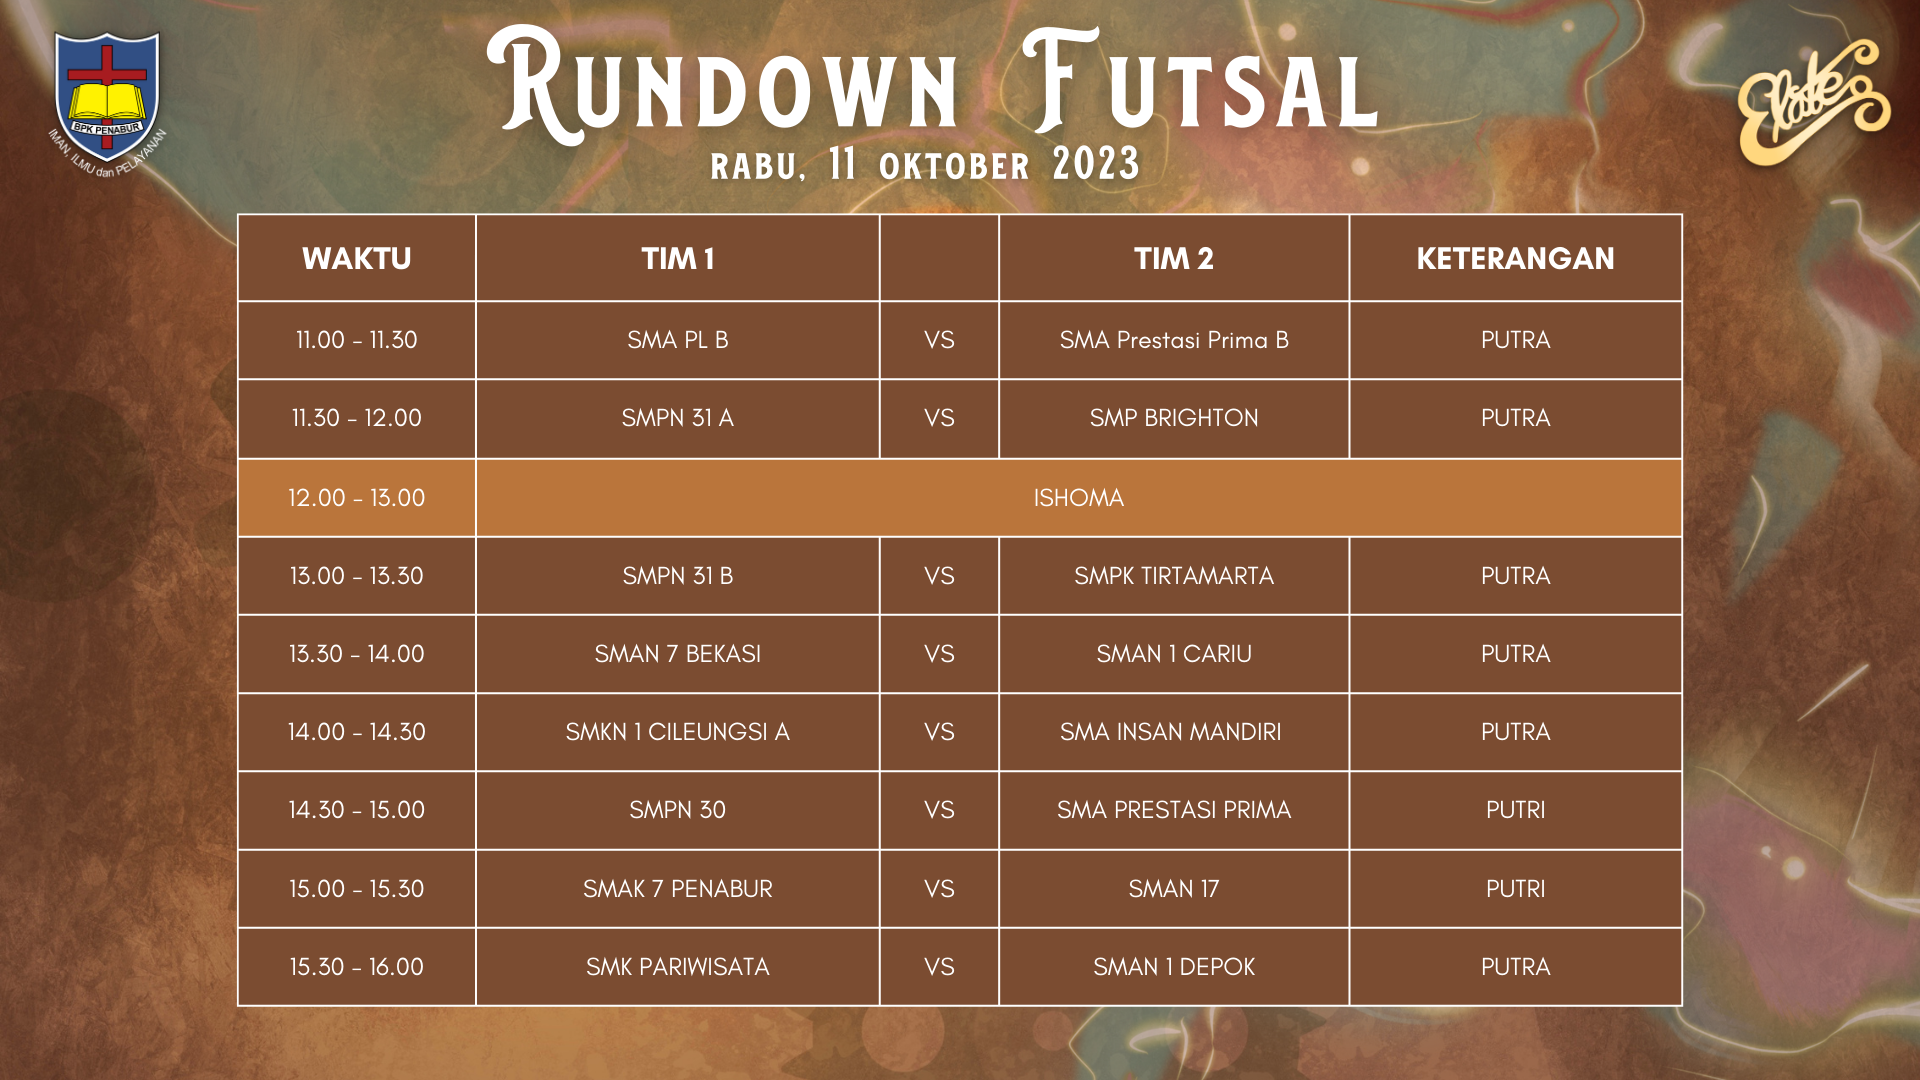 BPK PENABUR
IMAN, ILMU dan PELAYANAN
RUNDOWN FUTSAL
RABU, 11 OKTOBER 2023
Elate
WAKTU TIM 1 TIM 2 KETERANGAN
11.00 - 11.30 SMA PL B VS SMA Prestasi Prima B PUTRA
11.30 - 12.00 SMPN 31 A VS SMP BRIGHTON PUTRA
12.00 - 13.00 ISHOMA
13.00 - 13.30 SMPN 31 B VS SMPK TIRTAMARTA PUTRA
13.30 - 14.00 SMAN 7 BEKASI VS SMAN 1 CARIU PUTRA
14.00 - 14.30 SMKN 1 CILEUNGSI A VS SMA INSAN MANDIRI PUTRA
14.30 - 15.00 SMPN 30 VS SMA PRESTASI PRIMA PUTRI
15.00 - 15.30 SMAK 7 PENABUR VS SMAN 17 PUTRI
15.30 - 16.00 SMK PARIWISATA VS SMAN 1 DEPOK PUTRA